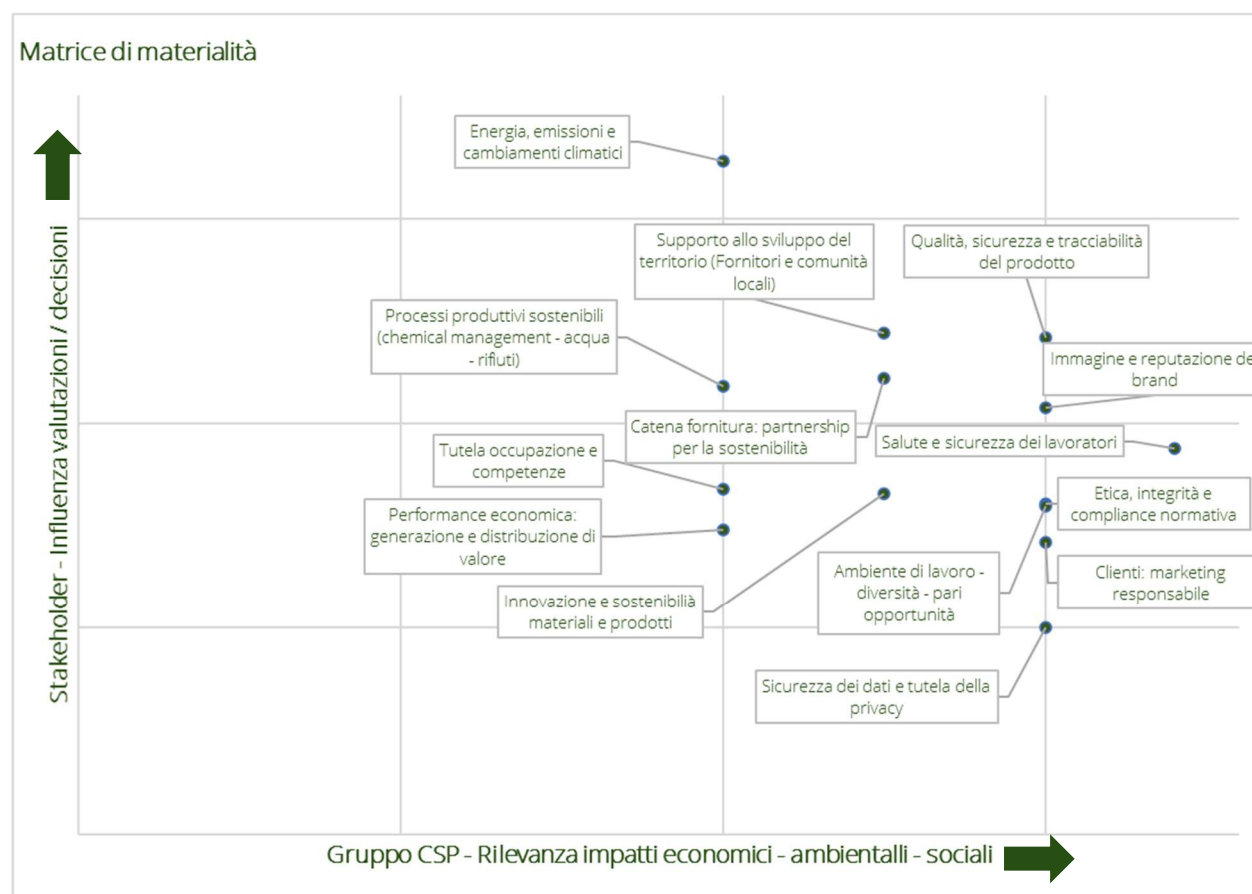 Matrice di materialità
Energia, emissioni e
cambiamenti climatici
Supporto allo sviluppo del
territorio (Fornitori e comunità
locali)
Qualità, sicurezza e tracciabilità
del prodotto
Processi produttivi sostenibili
(chemical management - acqua
- rifiuti)
Immagine e reputazione de
brand
Catena fornitura: partnership
per la sostenibilità
Salute e sicurezza dei lavoratori
Tutela occupazione e
competenze
Performance economica:
generazione e distribuzione di
valore
Etica, integrità e
compliance normativa
Ambiente di lavoro -
diversità - pari
opportunità
Clienti: marketing
responsabile
Innovazione e sostenibilià
materiali e prodotti
Sicurezza dei dati e tutela della
privacy
Stakeholder - Influenza valutazioni / decisioni
Gruppo CSP - Rilevanza impatti economici - ambientalli - sociali